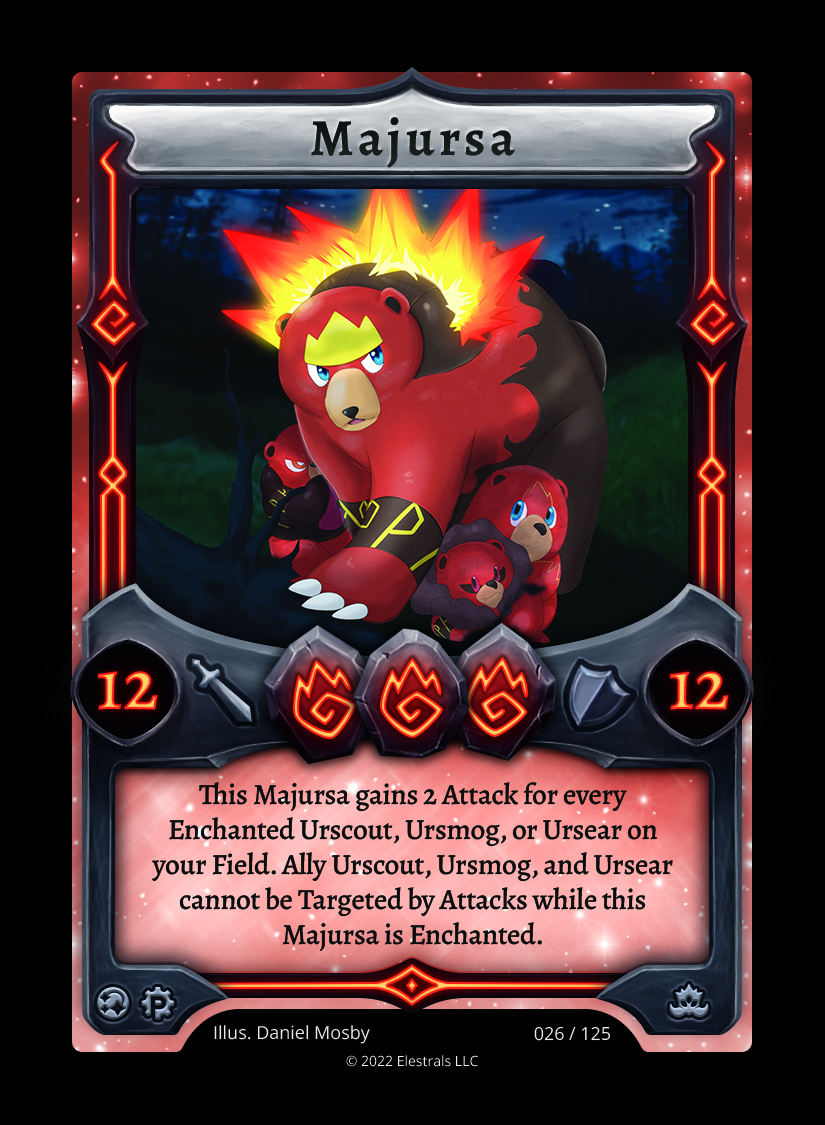 Majursa
12
12
This Majursa gains 2 Attack for every
Enchanted Urscout, Ursmog, or Ursear on
your Field. Ally Urscout, Ursmog, and Ursear
cannot be Targeted by Attacks while this
Majursa is Enchanted.
Illus. Daniel Mosby
026 / 125
© 2022 Elestrals LLC